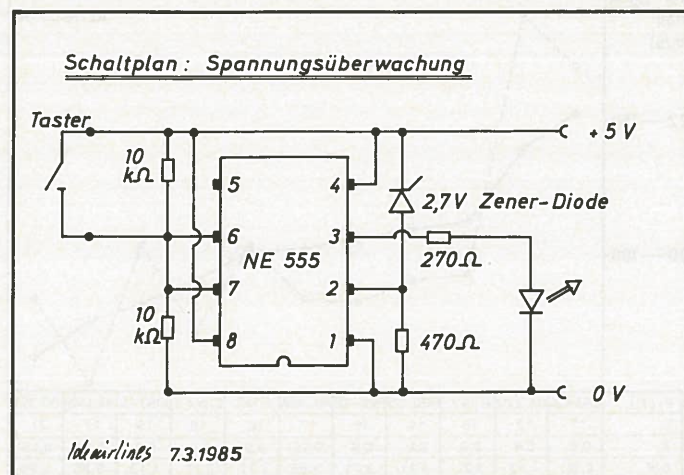 Schaltplan: Spannungsüberwachung
Taster
+5 V
10
kΩ
5
4
2,7V Zener-Diode
6
3
NE 555
270Ω
7
2
10
kΩ
8
1
470Ω
0 V
7.3.1985